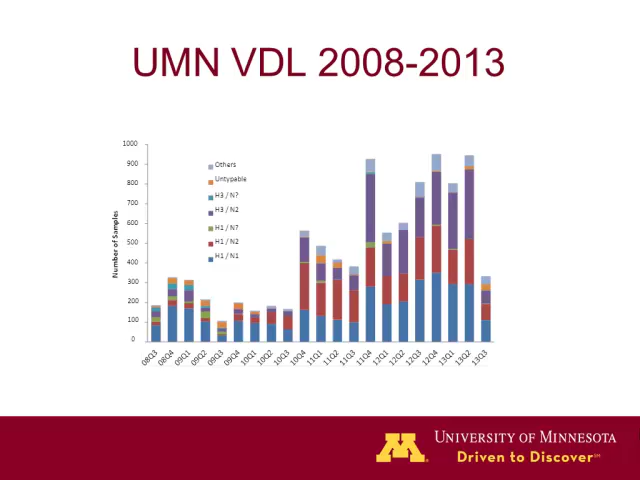 UMN VDL 2008-2013
1000
900
800
700
600
500
400
300
200
100
0
Number of Samples
Others
Untypable
H3 / N?
H3 / N2
H1 / N?
H1 / N2
H1 / N1
08Q3 08Q4 09Q1 09Q2 09Q3 09Q4 10Q1 10Q2 10Q3 10Q4 11Q1 11Q2 11Q3 11Q4 12Q1 12Q2 12Q3 12Q4 13Q1 13Q2 13Q3
M
UNIVERSITY OF MINNESOTA
Driven to Discover℠